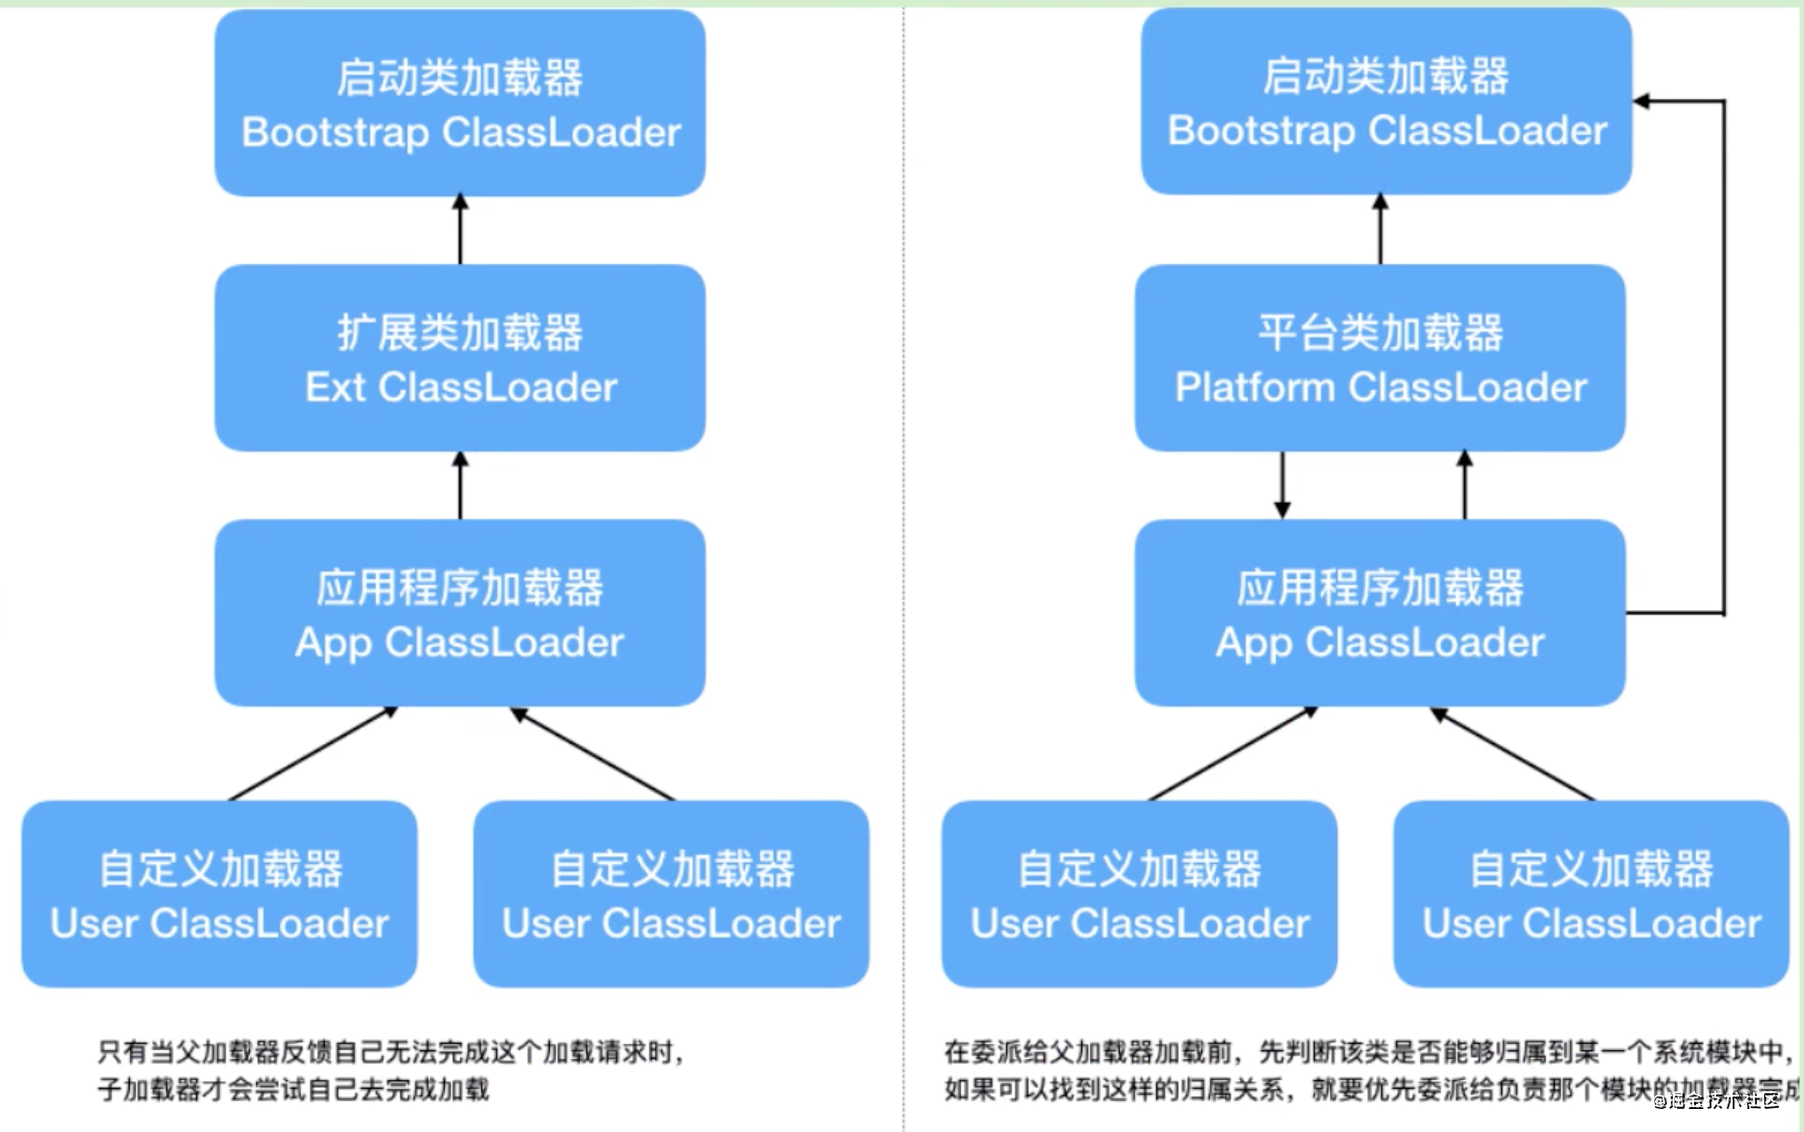 启动类加载器
Bootstrap ClassLoader
扩展类加载器
Ext ClassLoader
应用程序加载器
App ClassLoader
自定义加载器
User ClassLoader
自定义加载器
User ClassLoader
只有当父加载器反馈自己无法完成这个加载请求时，
子加载器才会尝试自己去完成加载
启动类加载器
Bootstrap ClassLoader
平台类加载器
Platform ClassLoader
应用程序加载器
App ClassLoader
自定义加载器
User ClassLoader
自定义加载器
User ClassLoader
在委派给父加载器加载前，先判断该类是否能够归属到某一个系统模块中，
如果可以找到这样的归属关系，就要优先委派给负责那个模块的加载器完成
@掘金技术社区